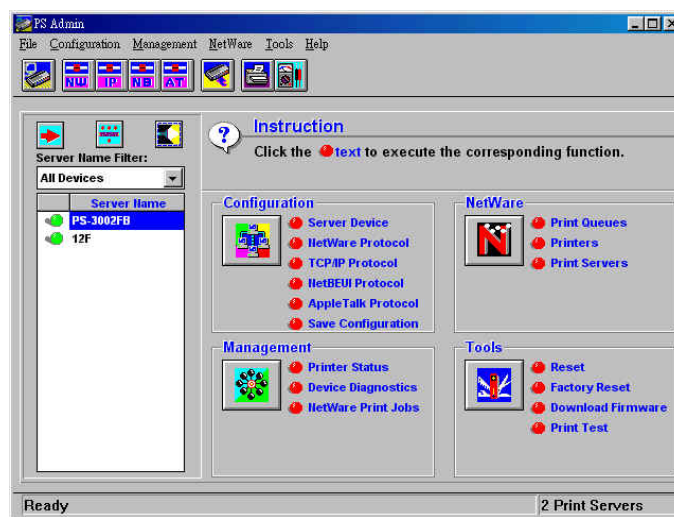 PS Admin
File Configuration Management NetWare Tools Help
NW IP NB AT
Server Name Filter:
All Devices
Server Name
PS-3002FB
12F
Instruction
Click the text to execute the corresponding function.
Configuration
Server Device
NetWare Protocol
TCP/IP Protocol
NetBEUI Protocol
AppleTalk Protocol
Save Configuration
NetWare
Print Queues
Printers
Print Servers
Management
Printer Status
Device Diagnostics
NetWare Print Jobs
Tools
Reset
Factory Reset
Download Firmware
Print Test
Ready
2 Print Servers